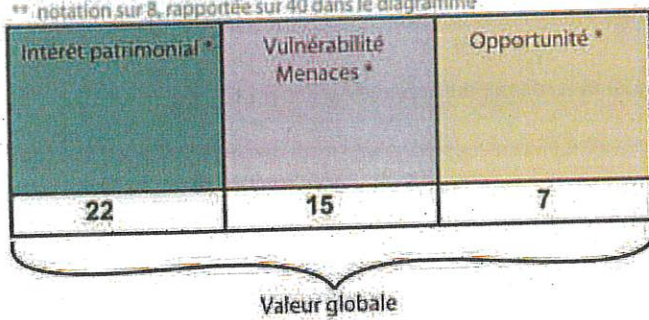 ** notation sur 8, rapportée sur 40 dans le diagramme
Intérêt patrimonial * Vulnérabilité Menaces * Opportunité *
22 15 7
Valeur globale